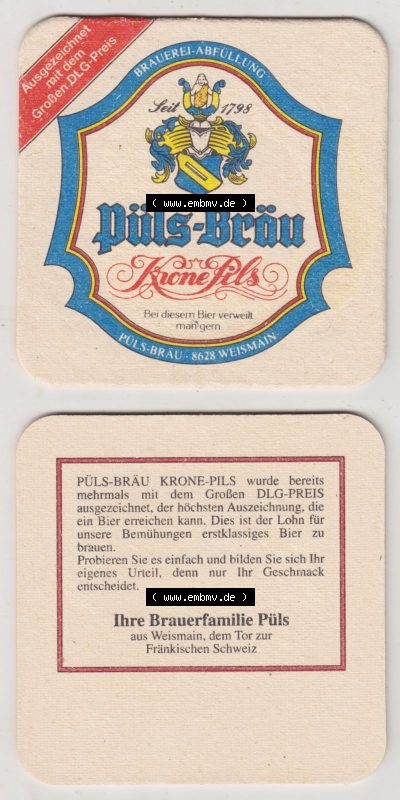 Ausgezeichnet
mit dem
Großen DLG-Preis
BRAUEREI-ABFÜLLUNG
Seit 1798
( www.embmv.de )
Püls-Bräu
Krone Pils
Bei diesem Bier verweilt
man gern
PÜLS-BRÄU · 8628 WEISMAIN
PÜLS-BRÄU KRONE-PILS wurde bereits
mehrmals mit dem Großen DLG-PREIS
ausgezeichnet, der höchsten Auszeichnung, die
ein Bier erreichen kann. Dies ist der Lohn für
unsere Bemühungen erstklassiges Bier zu
brauen.
Probieren Sie es einfach und bilden Sie sich Ihr
eigenes Urteil, denn nur Ihr Geschmack
entscheidet.
( www.embmv.de )
Ihre Brauerfamilie Püls
aus Weismain, dem Tor zur
Fränkischen Schweiz